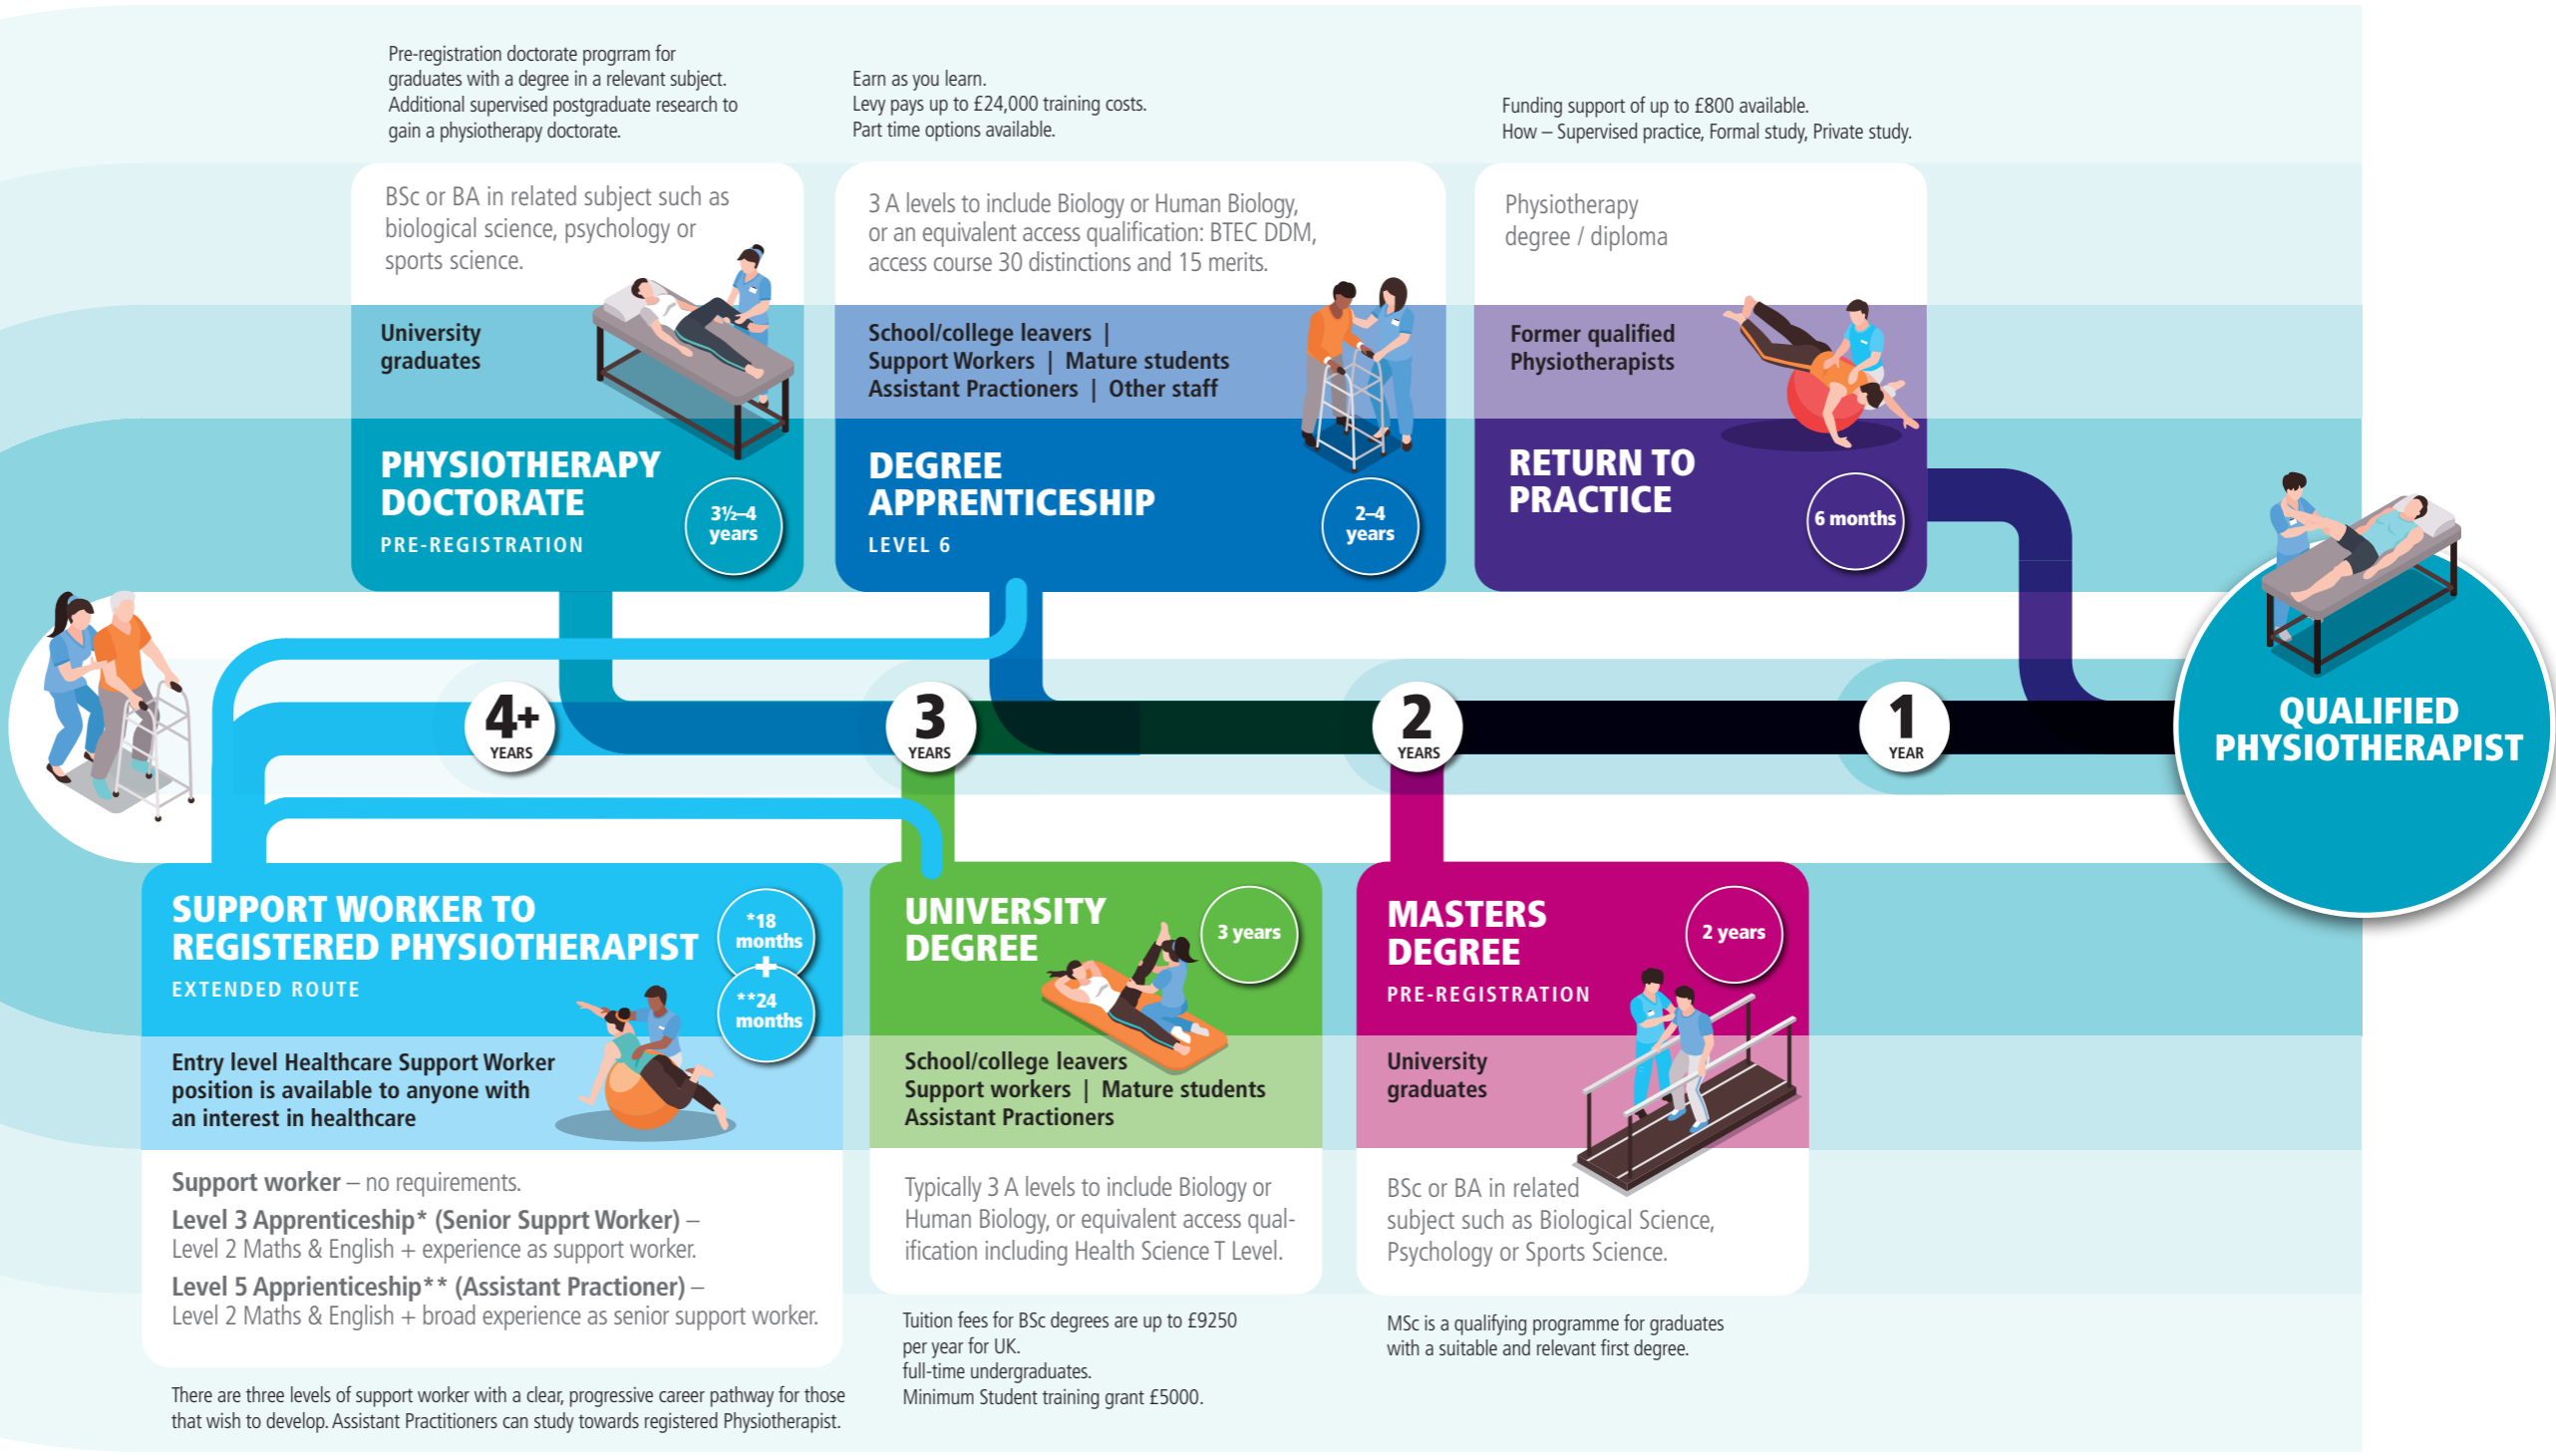 Pre-registration doctorate progrram for
graduates with a degree in a relevant subject.
Additional supervised postgraduate research to
gain a physiotherapy doctorate.
BSc or BA in related subject such as
biological science, psychology or
sports science.
University
graduates
PHYSIOTHERAPY
DOCTORATE
PRE-REGISTRATION
3½–4
years
Earn as you learn.
Levy pays up to £24,000 training costs.
Part time options available.
3 A levels to include Biology or Human Biology,
or an equivalent access qualification: BTEC DDM,
access course 30 distinctions and 15 merits.
School/college leavers |
Support Workers | Mature students
Assistant Practioners | Other staff
DEGREE
APPRENTICESHIP
LEVEL 6
2–4
years
Funding support of up to £800 available.
How – Supervised practice, Formal study, Private study.
Physiotherapy
degree / diploma
Former qualified
Physiotherapists
RETURN TO
PRACTICE
6 months
4+
YEARS
3
YEARS
2
YEARS
1
YEAR
QUALIFIED
PHYSIOTHERAPIST
SUPPORT WORKER TO
REGISTERED PHYSIOTHERAPIST
EXTENDED ROUTE
*18
months
+
**24
months
Entry level Healthcare Support Worker
position is available to anyone with
an interest in healthcare
Support worker – no requirements.
Level 3 Apprenticeship* (Senior Supprt Worker) –
Level 2 Maths & English + experience as support worker.
Level 5 Apprienticeship** (Assistant Practioner) –
Level 2 Maths & English + broad experience as senior support worker.
There are three levels of support worker with a clear, progressive career pathway for those
that wish to develop. Assistant Practitioners can study towards registered Physiotherapist.
UNIVERSITY
DEGREE
3 years
School/college leavers
Support workers | Mature students
Assistant Practioners
Typically 3 A levels to include Biology or
Human Biology, or equivalent access qual-
ification including Health Science T Level.
Tuition fees for BSc degrees are up to £9250
per year for UK.
full-time undergraduates.
Minimum Student training grant £5000.
MASTERS
DEGREE
PRE-REGISTRATION
2 years
University
graduates
BSc or BA in related
subject such as Biological Science,
Psychology or Sports Science.
MSc is a qualifying programme for graduates
with a suitable and relevant first degree.